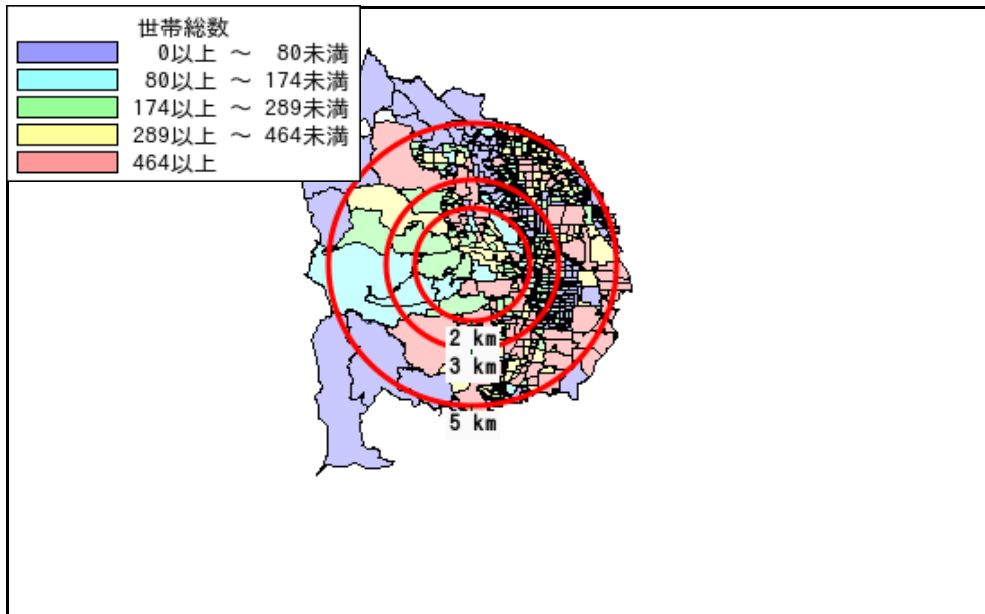 世帯総数
0以上 ～ 80未満
80以上 ～ 174未満
174以上 ～ 289未満
289以上 ～ 464未満
464以上
2 km
3 km
5 km